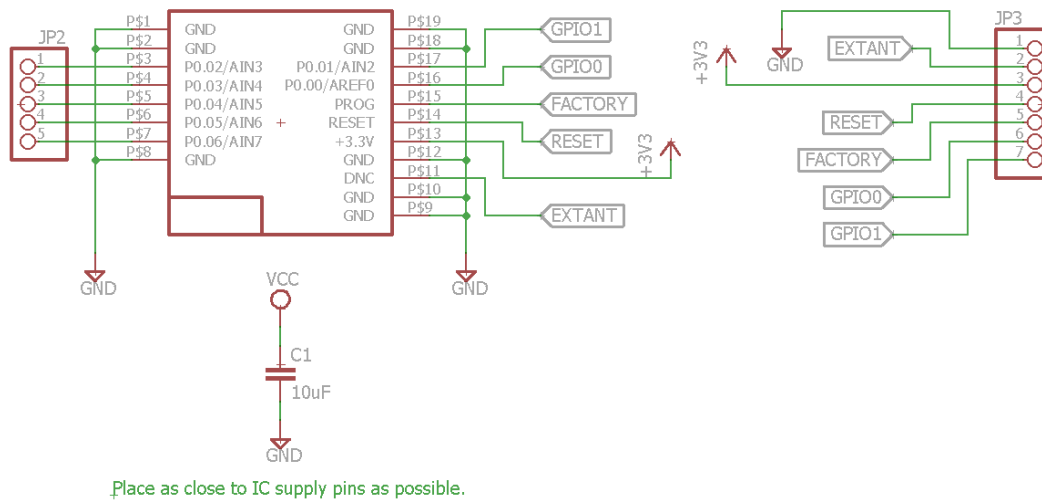 JP2
1
2
3
4
5
P$1
P$2
P$3
P$4
P$5
P$6
P$7
P$8
GND
GND
P0.02/AIN3
P0.03/AIN4
P0.04/AIN5
P0.05/AIN6
P0.06/AIN7
GND
GND
GND
P0.01/AIN2
P0.00/AREF0
PROG
RESET
+3.3V
GND
DNC
GND
GND
P$19
P$18
P$17
P$16
P$15
P$14
P$13
P$12
P$11
P$10
P$9
GPIO1
GPIO0
FACTORY
RESET
+3V3
EXTANT
GND
GND
+3V3
GND
EXTANT
RESET
FACTORY
GPIO0
GPIO1
JP3
1
2
3
4
5
6
7
VCC
C1
10uF
GND
Place as close to IC supply pins as possible.